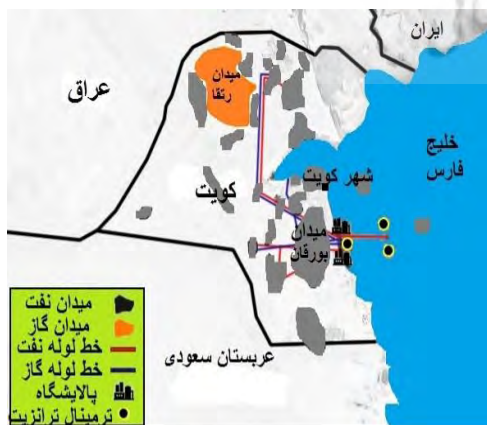 ایران
عراق
میدان
رتقا
خلیج
فارس
شهر کویت
کویت
میدان
بورقان
عربستان سعودی
میدان نفت
میدان گاز
خط لوله نفت
خط لوله گاز
پالایشگاه
ترمینال ترانزیت